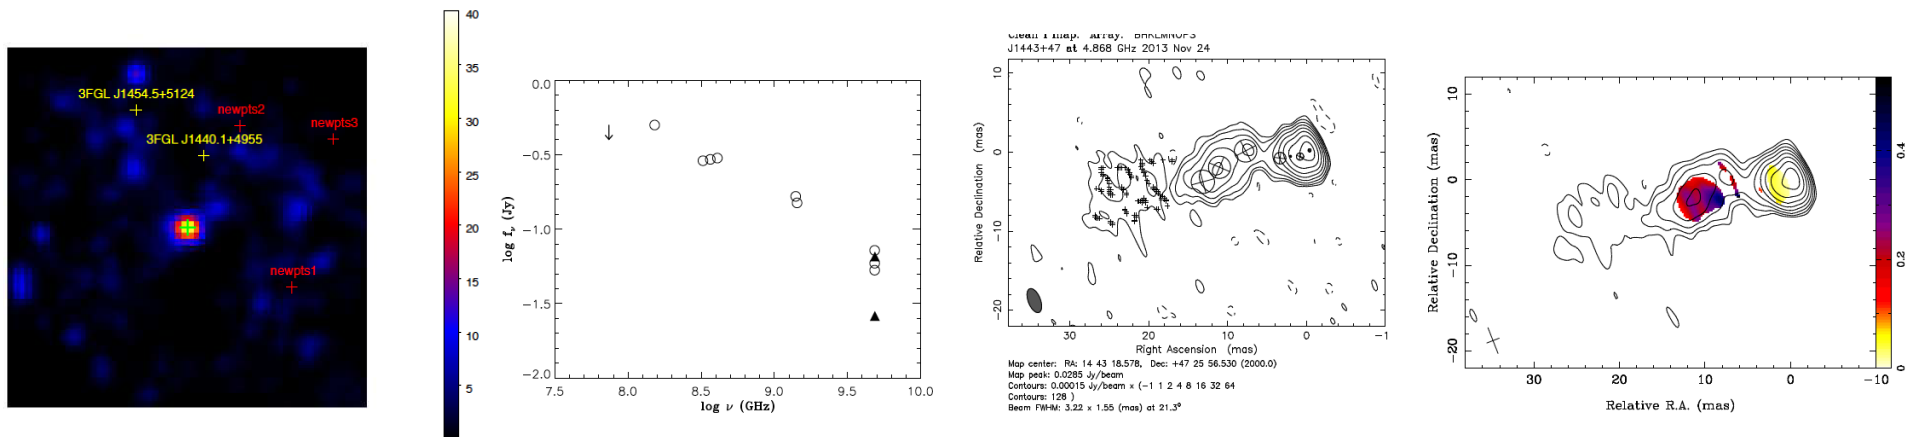 3FGL J1454.5+5124
newpts2
newpts3
3FGL J1440.1+4955
newpts1
40
35
30
25
20
15
10
5
0.0
−0.5
−1.0
−1.5
−2.0
log fν (Jy)
7.5 8.0 8.5 9.0 9.5 10.0
log ν (GHz)
J1443+47 at 4.868 GHz 2013 Nov 24
10
0
−10
−20
Relative Declination (mas)
30 20 10 0 −1
Right Ascension (mas)
Map center: RA: 14 43 18.578, Dec: +47 25 56.530 (2000.0)
Map peak: 0.0285 Jy/beam
Contours: 0.00015 Jy/beam x (−1 1 2 4 8 16 32 64
Contours: 128 )
Beam FWHM: 3.22 x 1.55 (mas) at 21.3°
10
0
−10
−20
Relative Declination (mas)
30 20 10 0 −10
Relative R.A. (mas)
0.4
0.2
0